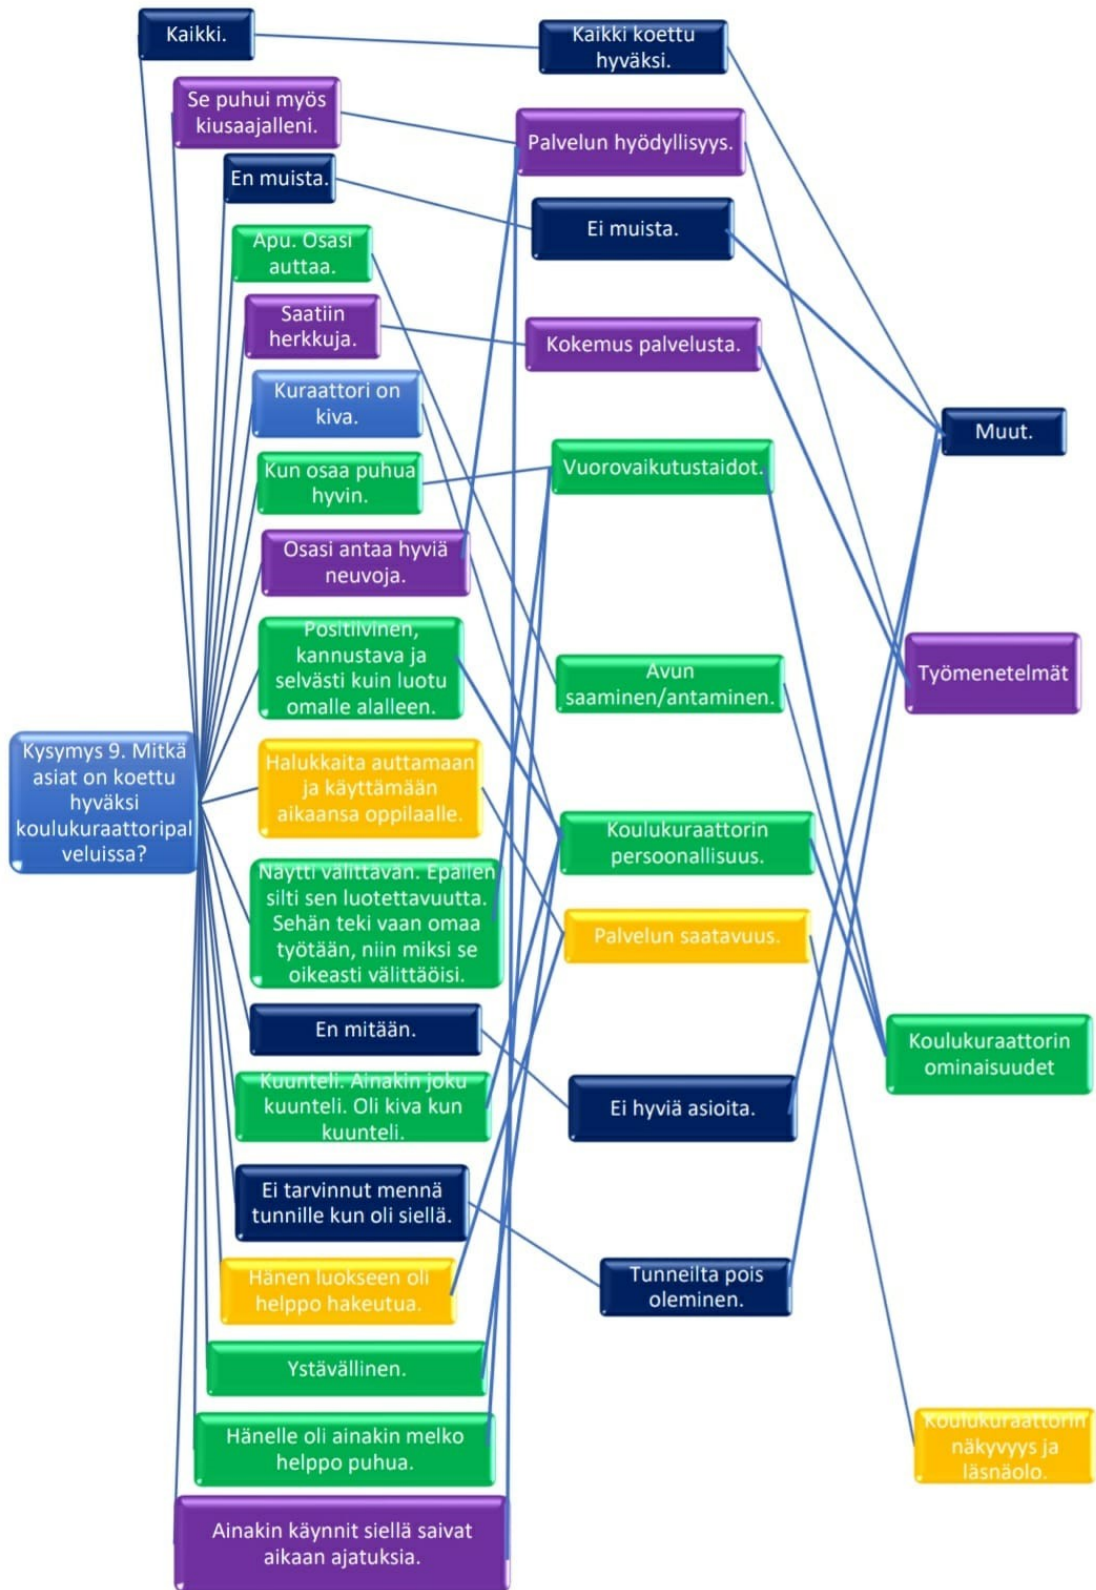 Kaikki.
Kaikki koettu
hyväksi.
Se puhui myös
kiusaajalleni.
Palvelun hyödyllisyys.
En muista.
Ei muista.
Apu. Osasi
auttaa.
Saatiin
herkkuja.
Kokemus palvelusta.
Kuraattori on
kiva.
Muut.
Kun osaa puhua
hyvin.
Vuorovaikutustaidot.
Osasi antaa hyviä
neuvoja.
Positiivinen,
kannustava ja
selvästi kuin luotu
omalle alalleen.
Avun
saaminen/antaminen.
Työmenetelmät
Kysymys 9. Mitkä
asiat on koettu
hyväksi
koulukuraattoripal
veluissa?
Halukkaita auttamaan
ja käyttämään
aikaansa oppilaalle.
Koulukuraattorin
persoonallisuus.
Näytti välittävän. Epäilen
silti sen luotettavuutta.
Sehän teki vaan omaa
työtään, niin miksi se
oikeasti välittäöisi.
Palvelun saatavuus.
En mitään.
Koulukuraattorin
ominaisuudet
Kuunteli. Ainakin joku
kuunteli. Oli kiva kun
kuunteli.
Ei hyviä asioita.
Ei tarvinnut mennä
tunnille kun oli siellä.
Hänen luokseen oli
helppo hakeutua.
Tunneilta pois
oleminen.
Ystävällinen.
Hänelle oli ainakin melko
helppo puhua.
Koulukuraattorin
näkyvyys ja
läsnäolo.
Ainakin käynnit siellä saivat
aikaan ajatuksia.